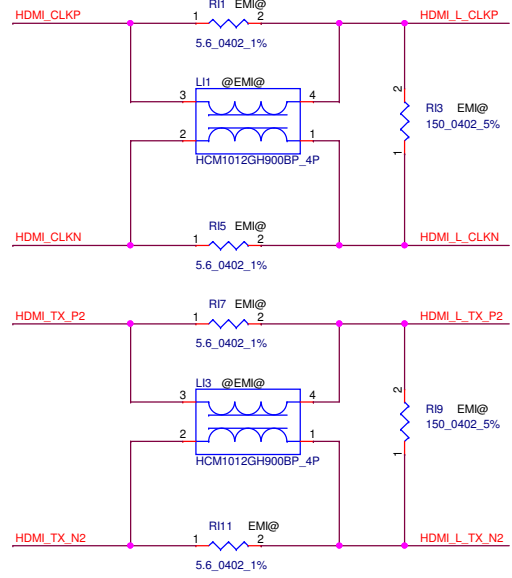 RI1 EMI@
HDMI_CLKP 1 2 HDMI_L_CLKP
5.6_0402_1%
LI1 @EMI@
3 4
2
RI3 EMI@
150_0402_5%
2 1
1
HCM1012GH900BP_4P
RI5 EMI@
HDMI_CLKN 1 2 HDMI_L_CLKN
5.6_0402_1%
RI7 EMI@
HDMI_TX_P2 1 2 HDMI_L_TX_P2
5.6_0402_1%
LI3 @EMI@
3 4
2
RI9 EMI@
150_0402_5%
2 1
1
HCM1012GH900BP_4P
RI11 EMI@
HDMI_TX_N2 1 2 HDMI_L_TX_N2
5.6_0402_1%